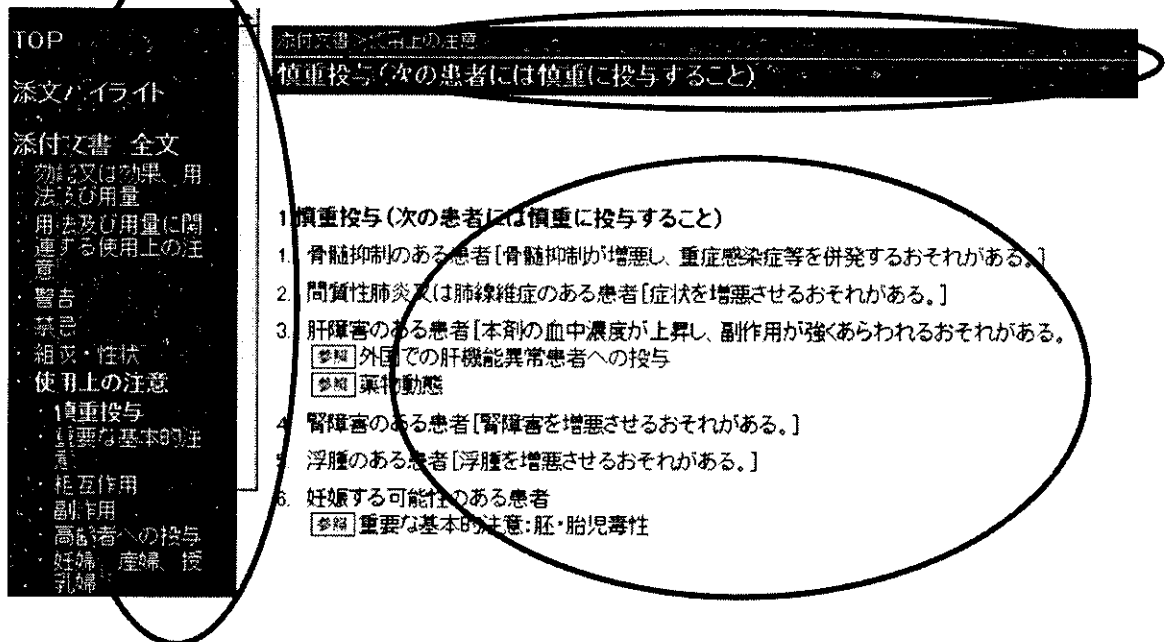 TOP
添文ハイライト
添付文書 全文
・効能又は効果、用
法及び用量
・用法及び用量に関
連する使用上の注
意
・警告
・禁忌
・組成・性状
・使用上の注意
・慎重投与
・重要な基本的注
意
・相互作用
・副作用
・高齢者への投与
・妊婦、産婦、授
乳婦
添付文書>使用上の注意
慎重投与(次の患者には慎重に投与すること)
1.慎重投与(次の患者には慎重に投与すること)
1. 骨髄抑制のある患者[骨髄抑制が増悪し、重症感染症等を併発するおそれがある。]
2. 間質性肺炎又は肺線維症のある患者[症状を増悪させるおそれがある。]
3. 肝障害のある患者[本剤の血中濃度が上昇し、副作用が強くあらわれるおそれがある。
参照 外国での肝機能異常患者への投与
参照 薬物動態
4. 腎障害のある患者[腎障害を増悪させるおそれがある。]
5. 浮腫のある患者[浮腫を増悪させるおそれがある。]
6. 妊娠する可能性のある患者
参照 重要な基本的注意:胚・胎児毒性